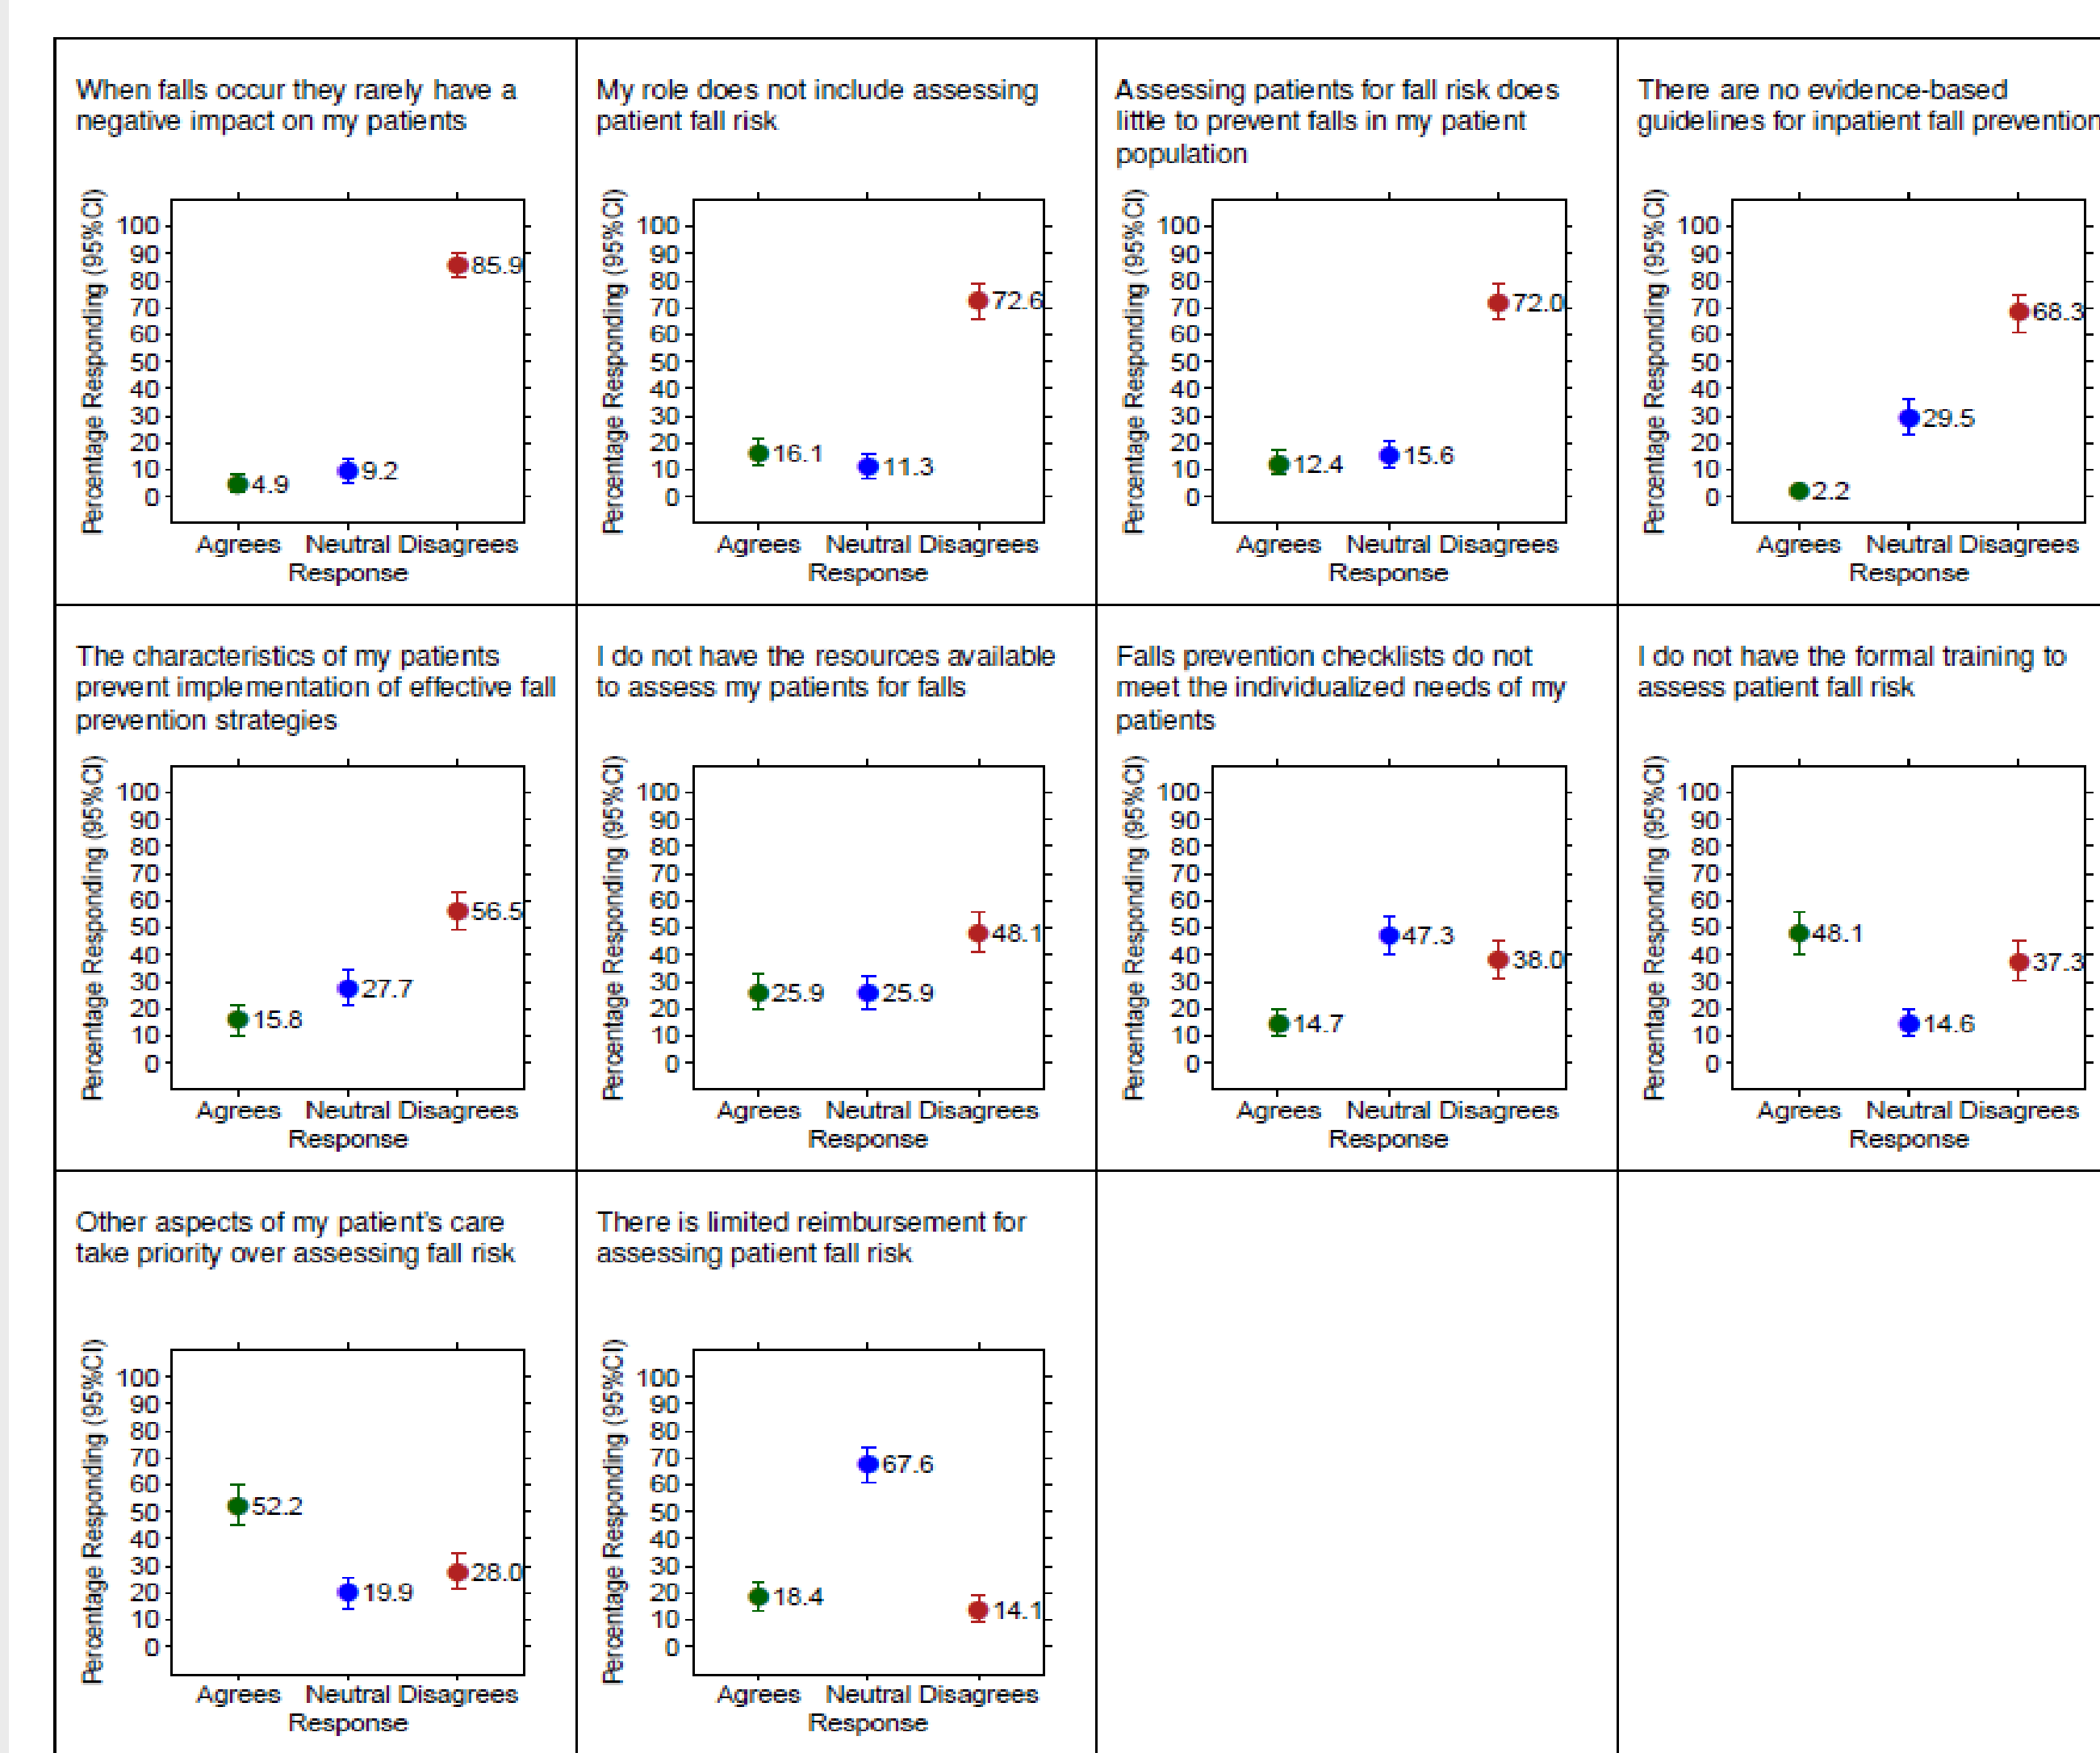 When falls occur they rarely have a
negative impact on my patients
Percentage Responding (95%CI)
100
90
80
70
60
50
40
30
20
10
0
85.9
9.2
4.9
Agrees Neutral Disagrees
Response
My role does not include assessing
patient fall risk
Percentage Responding (95%CI)
100
90
80
70
60
50
40
30
20
10
0
72.6
16.1
11.3
Agrees Neutral Disagrees
Response
Assessing patients for fall risk does
little to prevent falls in my patient
population
Percentage Responding (95%CI)
100
90
80
70
60
50
40
30
20
10
0
72.0
12.4
15.6
Agrees Neutral Disagrees
Response
There are no evidence-based
guidelines for inpatient fall prevention
Percentage Responding (95%CI)
100
90
80
70
60
50
40
30
20
10
0
68.3
29.5
2.2
Agrees Neutral Disagrees
Response
The characteristics of my patients
prevent implementation of effective fall
prevention strategies
Percentage Responding (95%CI)
100
90
80
70
60
50
40
30
20
10
0
56.5
27.7
15.8
Agrees Neutral Disagrees
Response
I do not have the resources available
to assess my patients for falls
Percentage Responding (95%CI)
100
90
80
70
60
50
40
30
20
10
0
48.1
25.9
25.9
Agrees Neutral Disagrees
Response
Falls prevention checklists do not
meet the individualized needs of my
patients
Percentage Responding (95%CI)
100
90
80
70
60
50
40
30
20
10
0
47.3
38.0
14.7
Agrees Neutral Disagrees
Response
I do not have the formal training to
assess patient fall risk
Percentage Responding (95%CI)
100
90
80
70
60
50
40
30
20
10
0
48.1
37.3
14.6
Agrees Neutral Disagrees
Response
Other aspects of my patient's care
take priority over assessing fall risk
Percentage Responding (95%CI)
100
90
80
70
60
50
40
30
20
10
0
52.2
28.0
19.9
Agrees Neutral Disagrees
Response
There is limited reimbursement for
assessing patient fall risk
Percentage Responding (95%CI)
100
90
80
70
60
50
40
30
20
10
0
67.6
18.4
14.1
Agrees Neutral Disagrees
Response